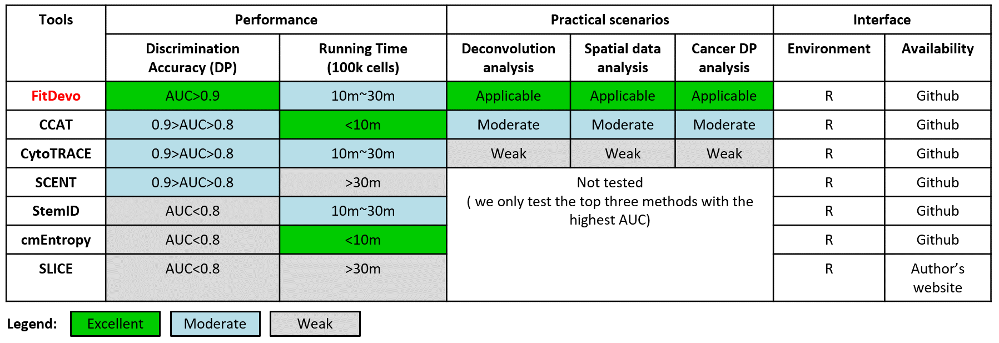 Tools Performance Practical scenarios Interface
Discrimination Accuracy (DP) Running Time (100k cells) Deconvolution analysis Spatial data analysis Cancer DP analysis Environment Availability
FitDevo AUC>0.9 10m~30m Applicable Applicable Applicable R Github
CCAT 0.9>AUC>0.8 <10m Moderate Moderate Moderate R Github
CytoTRACE 0.9>AUC>0.8 10m~30m Weak Weak Weak R Github
SCENT 0.9>AUC>0.8 >30m Not tested R Github
( we only test the top three methods with the
highest AUC)
StemID AUC<0.8 10m~30m R Github
cmEntropy AUC<0.8 <10m R Github
SLICE AUC<0.8 >30m R Author’s
website
Legend: Excellent Moderate Weak